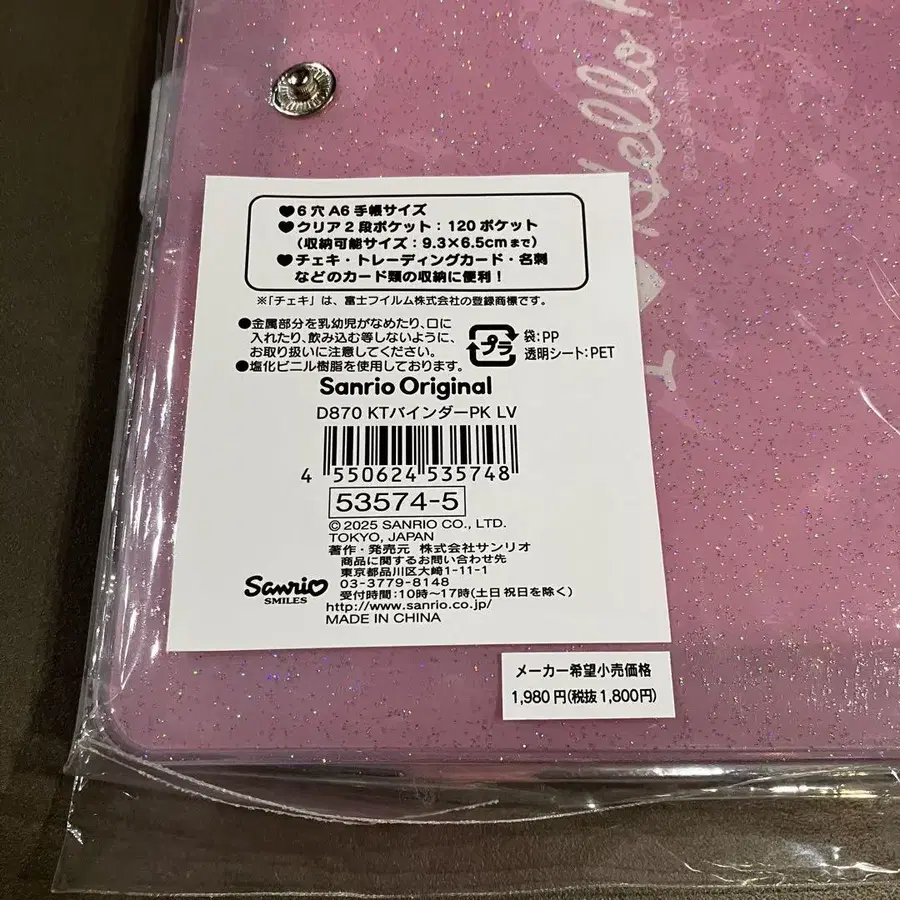 Hello
♥6穴A6手帳サイズ
♥クリア2段ポケット:120ポケット
(収納可能サイズ:9.3×6.5cmまで)
♥チェキ・トレーディングカード・名刺
などのカード類の収納に便利!
※「チェキ」は、富士フイルム株式会社の登録商標です。
●金属部分を乳幼児がなめたり、口に
入れたり、飲み込む等しないように、
お取り扱いに注意してください。
●塩化ビニル樹脂を使用しております。
プラ
袋:PP
透明シート:PET
Sanrio Original
D870 KTバインダーPK LV
4 550624 535748
53574-5
© 2025 SANRIO CO., LTD.
TOKYO, JAPAN
著作・発売元 株式会社サンリオ
商品に関するお問い合わせ先
東京都品川区大崎1-11-1
03-3779-8148
受付時間:10時~17時(土日祝日を除く)
http://www.sanrio.co.jp/
MADE IN CHINA
Sanrio
SMILES
メーカー希望小売価格
1,980円(税抜1,800円)